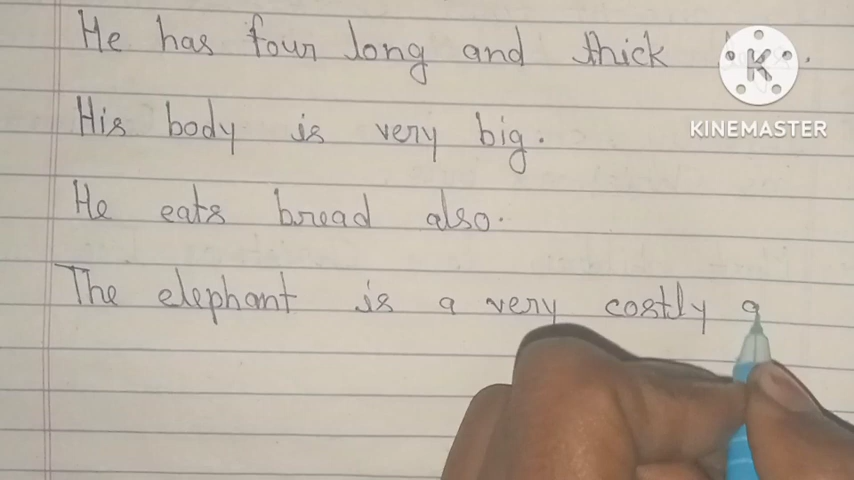 He has four long and thick
His body is very big.
He eats bread also.
The elephant is a very costly a
KINEMASTER